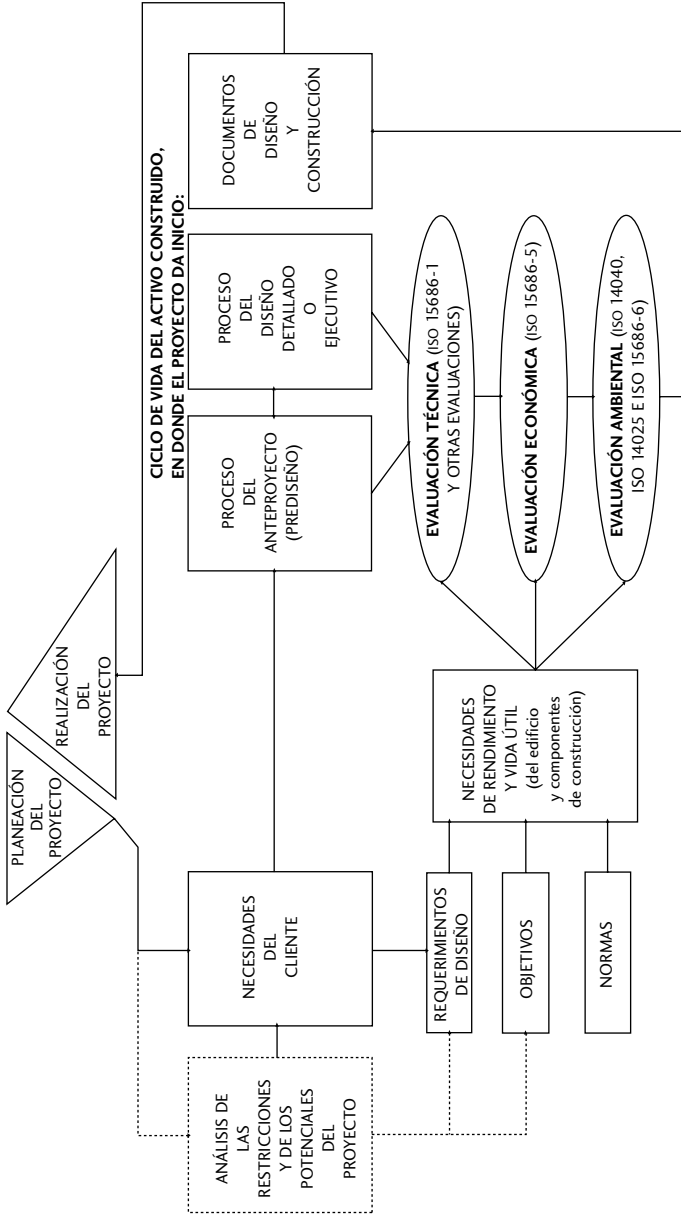 PLANEACIÓN
DEL
PROYECTO
REALIZACIÓN
DEL
PROYECTO
CICLO DE VIDA DEL ACTIVO CONSTRUIDO,
EN DONDE EL PROYECTO DA INICIO:
ANÁLISIS DE
LAS
RESTRICCIONES
Y DE LOS
POTENCIALES
DEL
PROYECTO
NECESIDADES
DEL
CLIENTE
PROCESO
DEL
ANTEPROYECTO
(PREDISEÑO)
PROCESO
DEL
DISEÑO
DETALLADO
O
EJECUTIVO
DOCUMENTOS
DE
DISEÑO
Y
CONSTRUCCIÓN
REQUERIMIENTOS
DE DISEÑO
OBJETIVOS
NORMAS
NECESIDADES
DE RENDIMIENTO
Y VIDA ÚTIL
(del edificio
y componentes
de construcción)
EVALUACIÓN TÉCNICA (ISO 15686-1
Y OTRAS EVALUACIONES)
EVALUACIÓN ECONÓMICA (ISO 15686-5)
EVALUACIÓN AMBIENTAL (ISO 14040,
ISO 14025 E ISO 15686-6)